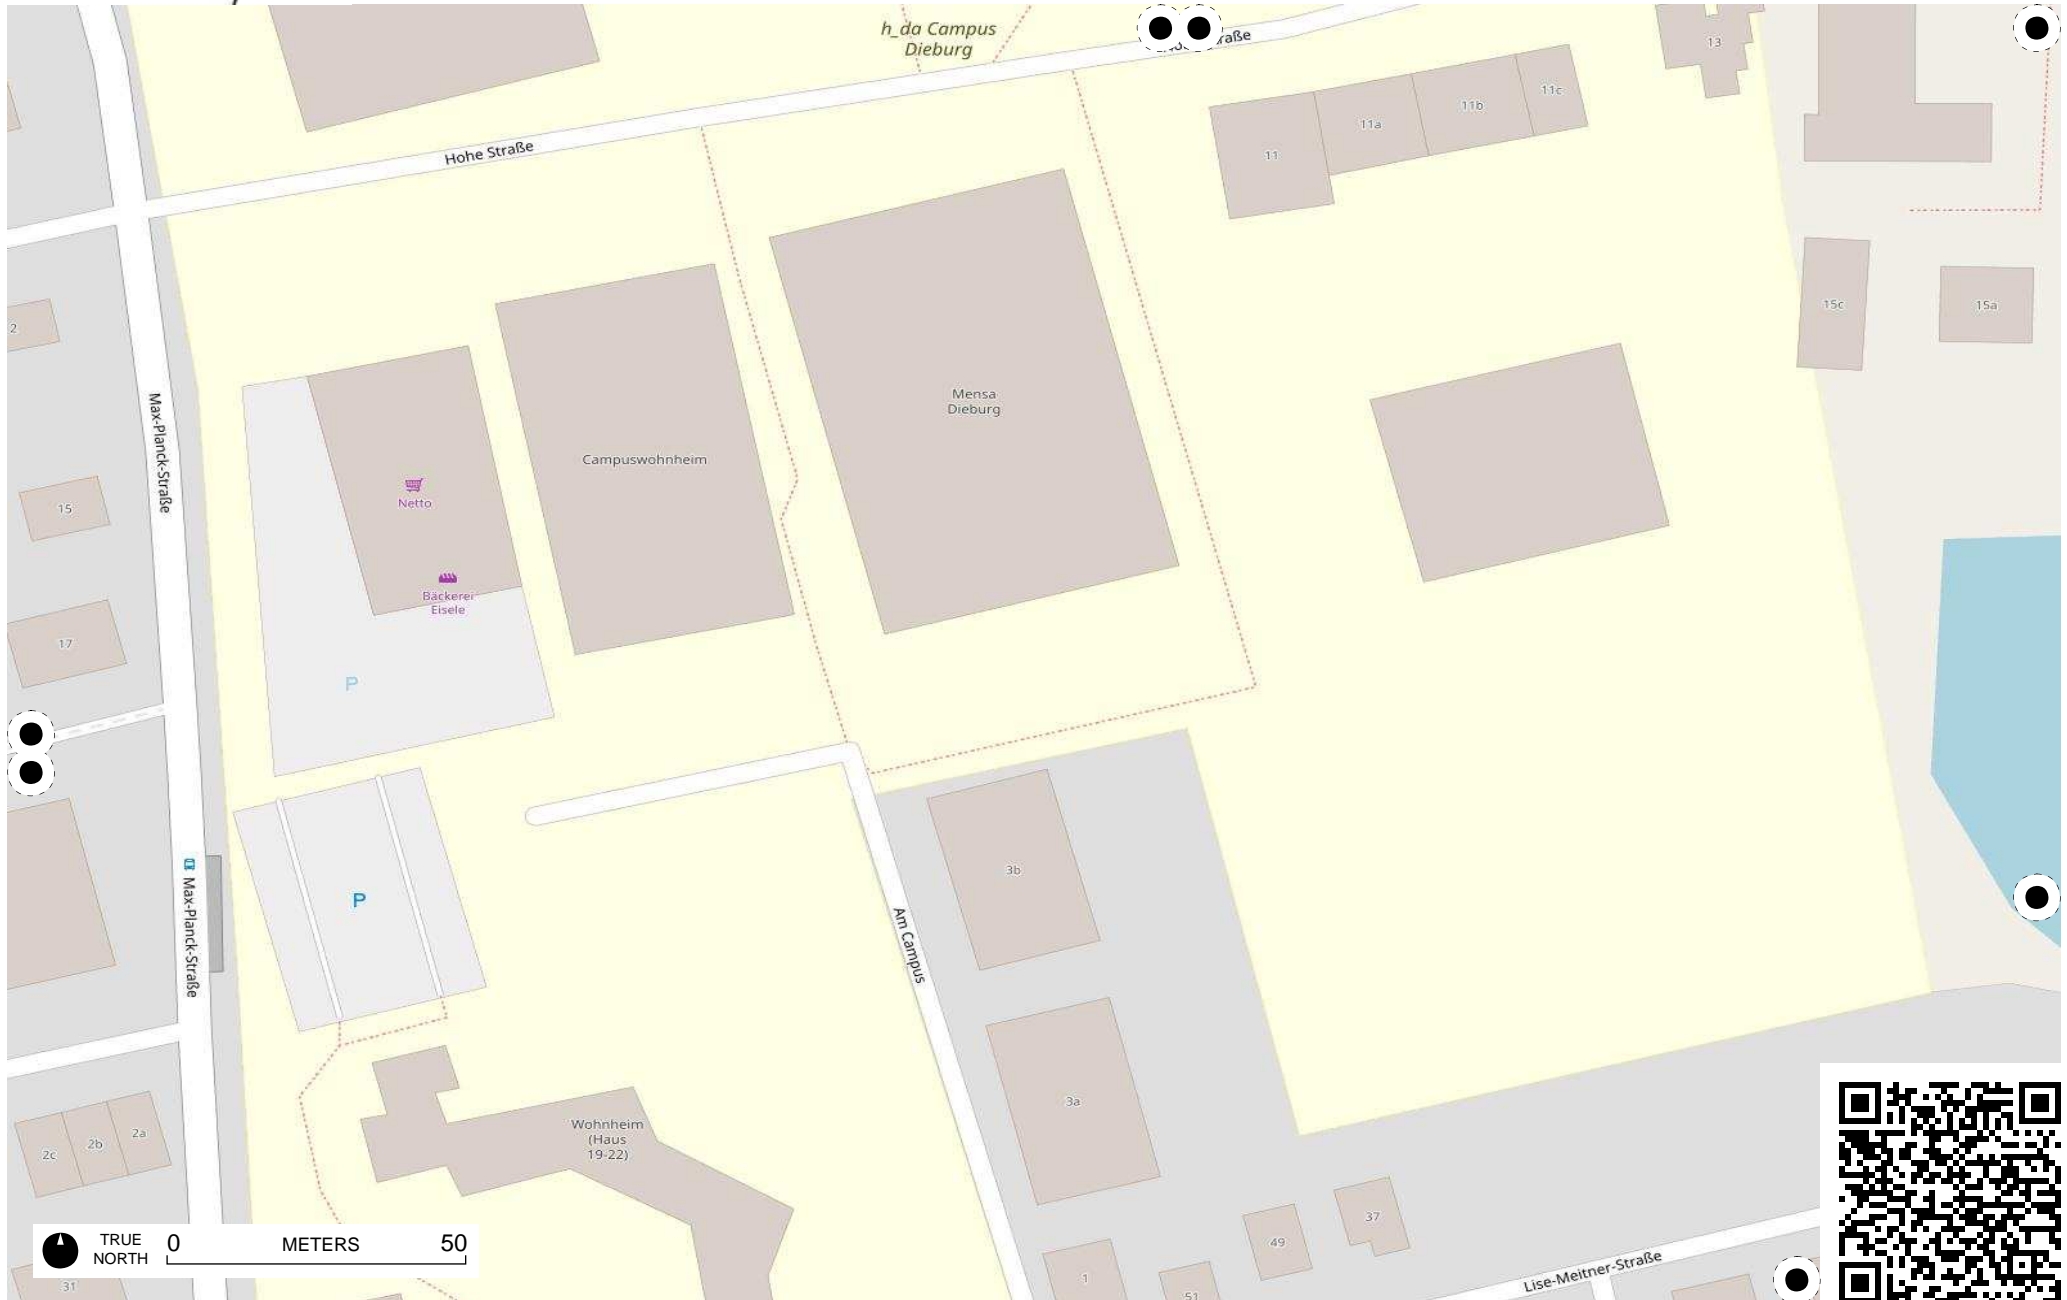 h_da Campus
Dieburg
13
11c
11b
11a
11
Hohe Straße
2
15c
15a
Max-Planck-Straße
Mensa
Dieburg
Campuswohnheim
Netto
15
Bäckerei
Eisele
17
P
3b
P
Max-Planck-Straße
Am Campus
3a
Wohnheim
(Haus
19-22)
2a
2b
2c
37
49
TRUE
NORTH
0
METERS
50
Lise-Meitner-Straße
31
1
51